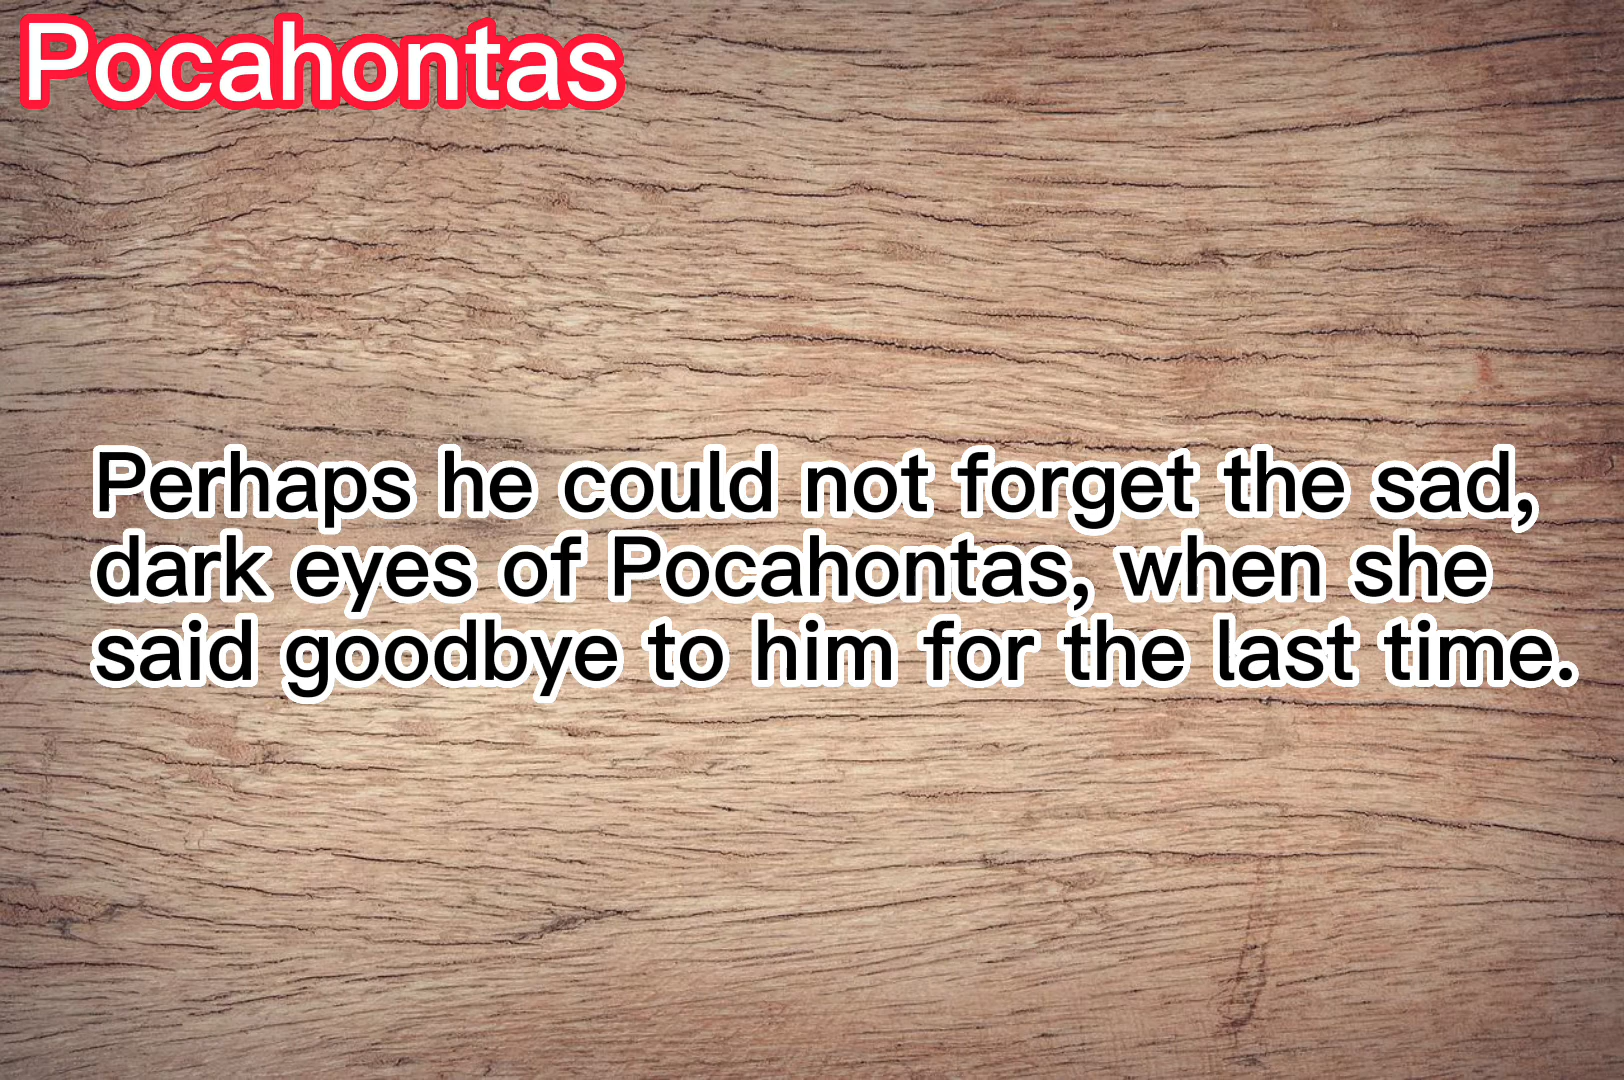 Pocahontas
Perhaps he could not forget the sad,
dark eyes of Pocahontas, when she
said goodbye to him for the last time.